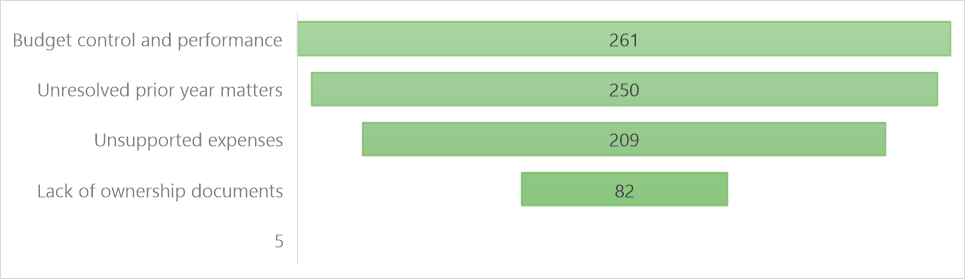 Budget control and performance 261
Unresolved prior year matters 250
Unsupported expenses 209
Lack of ownership documents 82
5